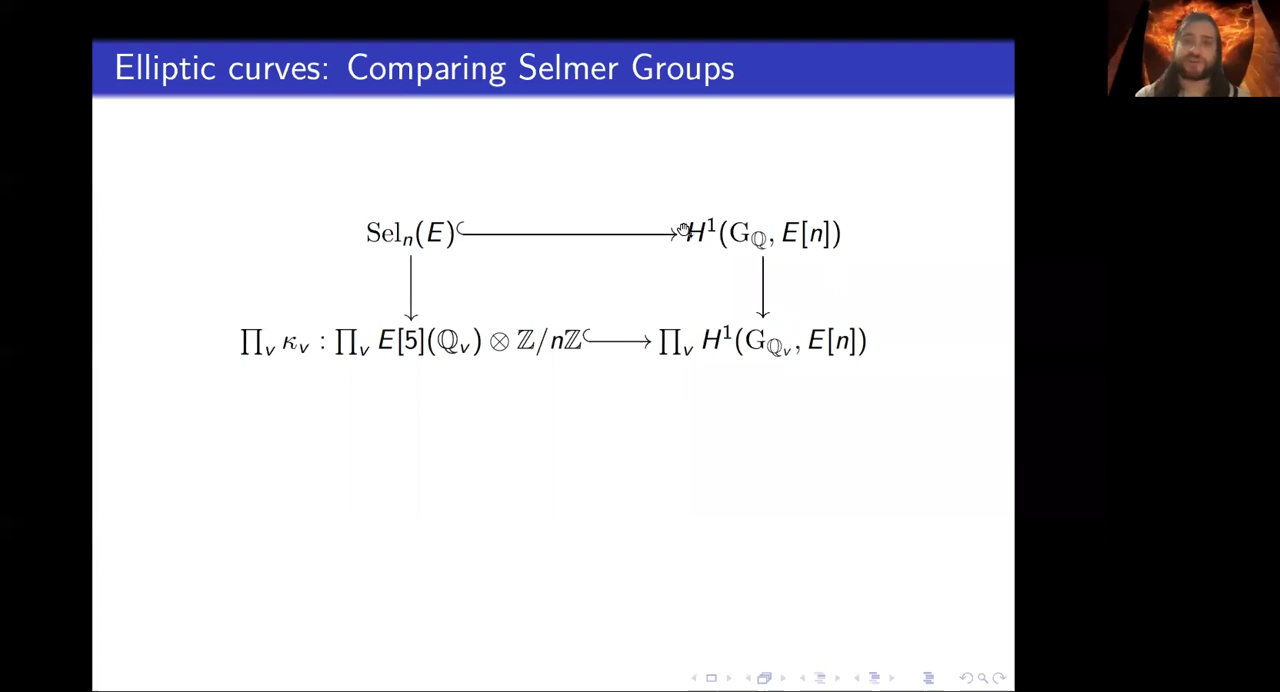 Elliptic curves: Comparing Selmer Groups
Selₙ(E) H¹(G_ℚ, E[n])
∏ᵥ κᵥ : ∏ᵥ E[5](ℚᵥ) ⊗ ℤ/nℤ ∏ᵥ H¹(G_ℚᵥ, E[n])